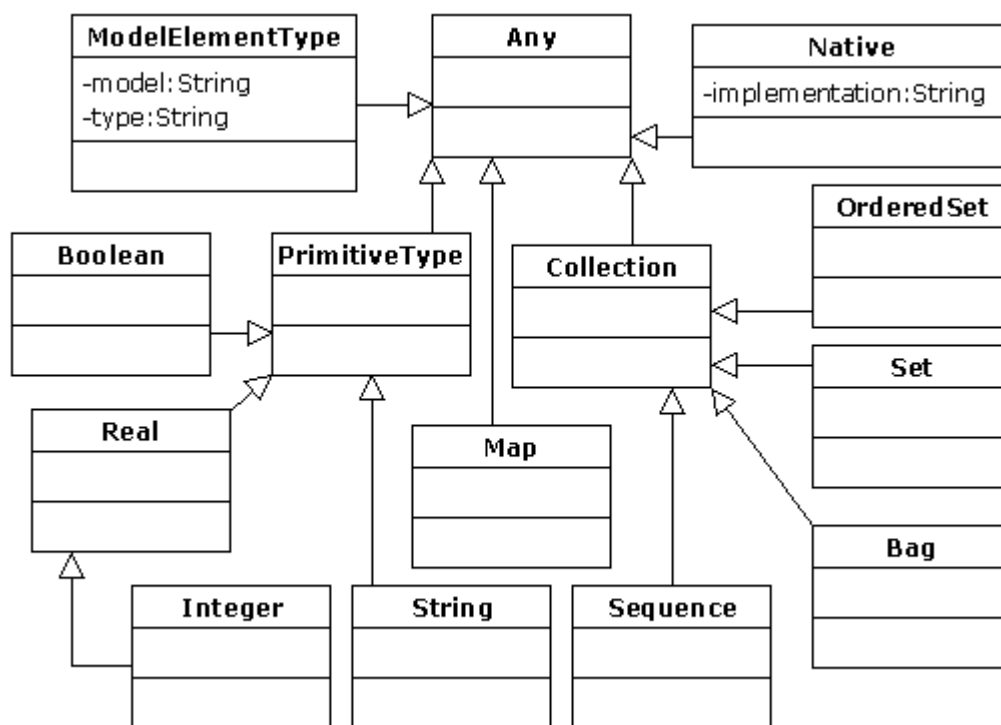 ModelElementType
-model:String
-type:String
Any
Native
-implementation:String
OrderedSet
Boolean
PrimitiveType
Collection
Set
Real
Map
Bag
Integer
String
Sequence